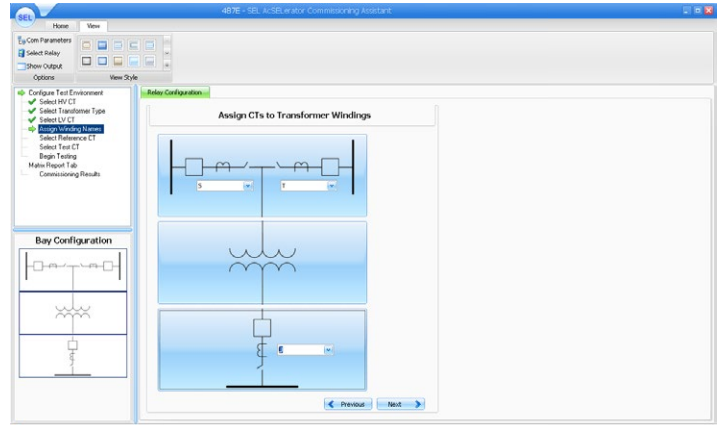 4B7E - SEL AcSELerator Commissioning Assistant
SEL
Home View
Com Parameters
Select Relay
Show Output
Options View Style
Configure Test Environment
Select HV CT
Select Transformer Type
Select LV CT
Assign Winding Names
Select Reference CT
Select Test CT
Begin Testing
Matrix Report Tab
Commissioning Results
Bay Configuration
Relay Configuration
Assign CTs to Transformer Windings
S T
Previous Next